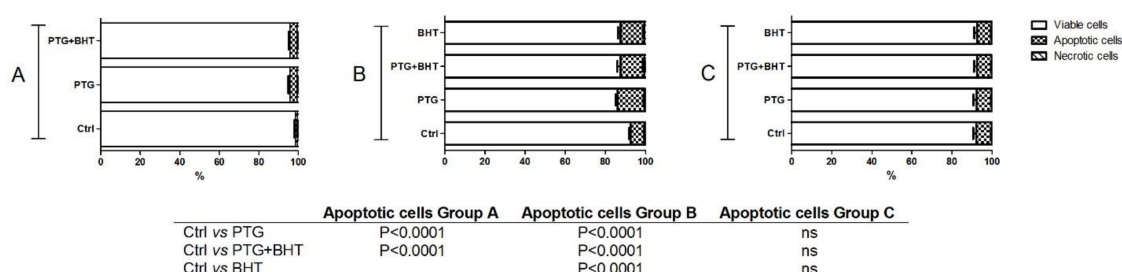 A
PTG+BHT
PTG
Ctrl
0 20 40 60 80 100
%
B
BHT
PTG+BHT
PTG
Ctrl
0 20 40 60 80 100
%
C
BHT
PTG+BHT
PTG
Ctrl
0 20 40 60 80 100
%
Viable cells
Apoptotic cells
Necrotic cells
Apoptotic cells Group A Apoptotic cells Group B Apoptotic cells Group C
Ctrl vs PTG P<0.0001 P<0.0001 ns
Ctrl vs PTG+BHT P<0.0001 P<0.0001 ns
Ctrl vs BHT P<0.0001 ns